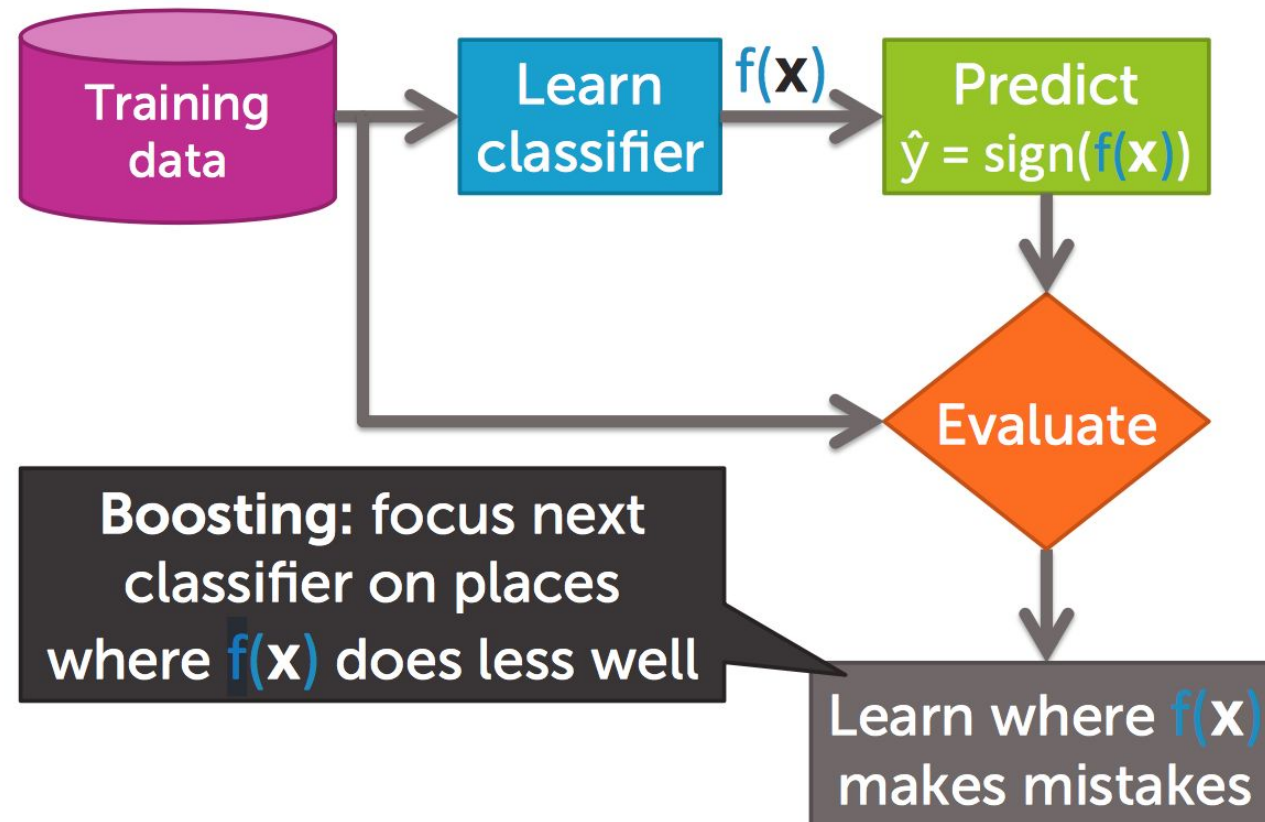 Training
data
Learn
classifier
f(x)
Predict
ŷ = sign(f(x))
Evaluate
Boosting: focus next
classifier on places
where f(x) does less well
Learn where f(x)
makes mistakes